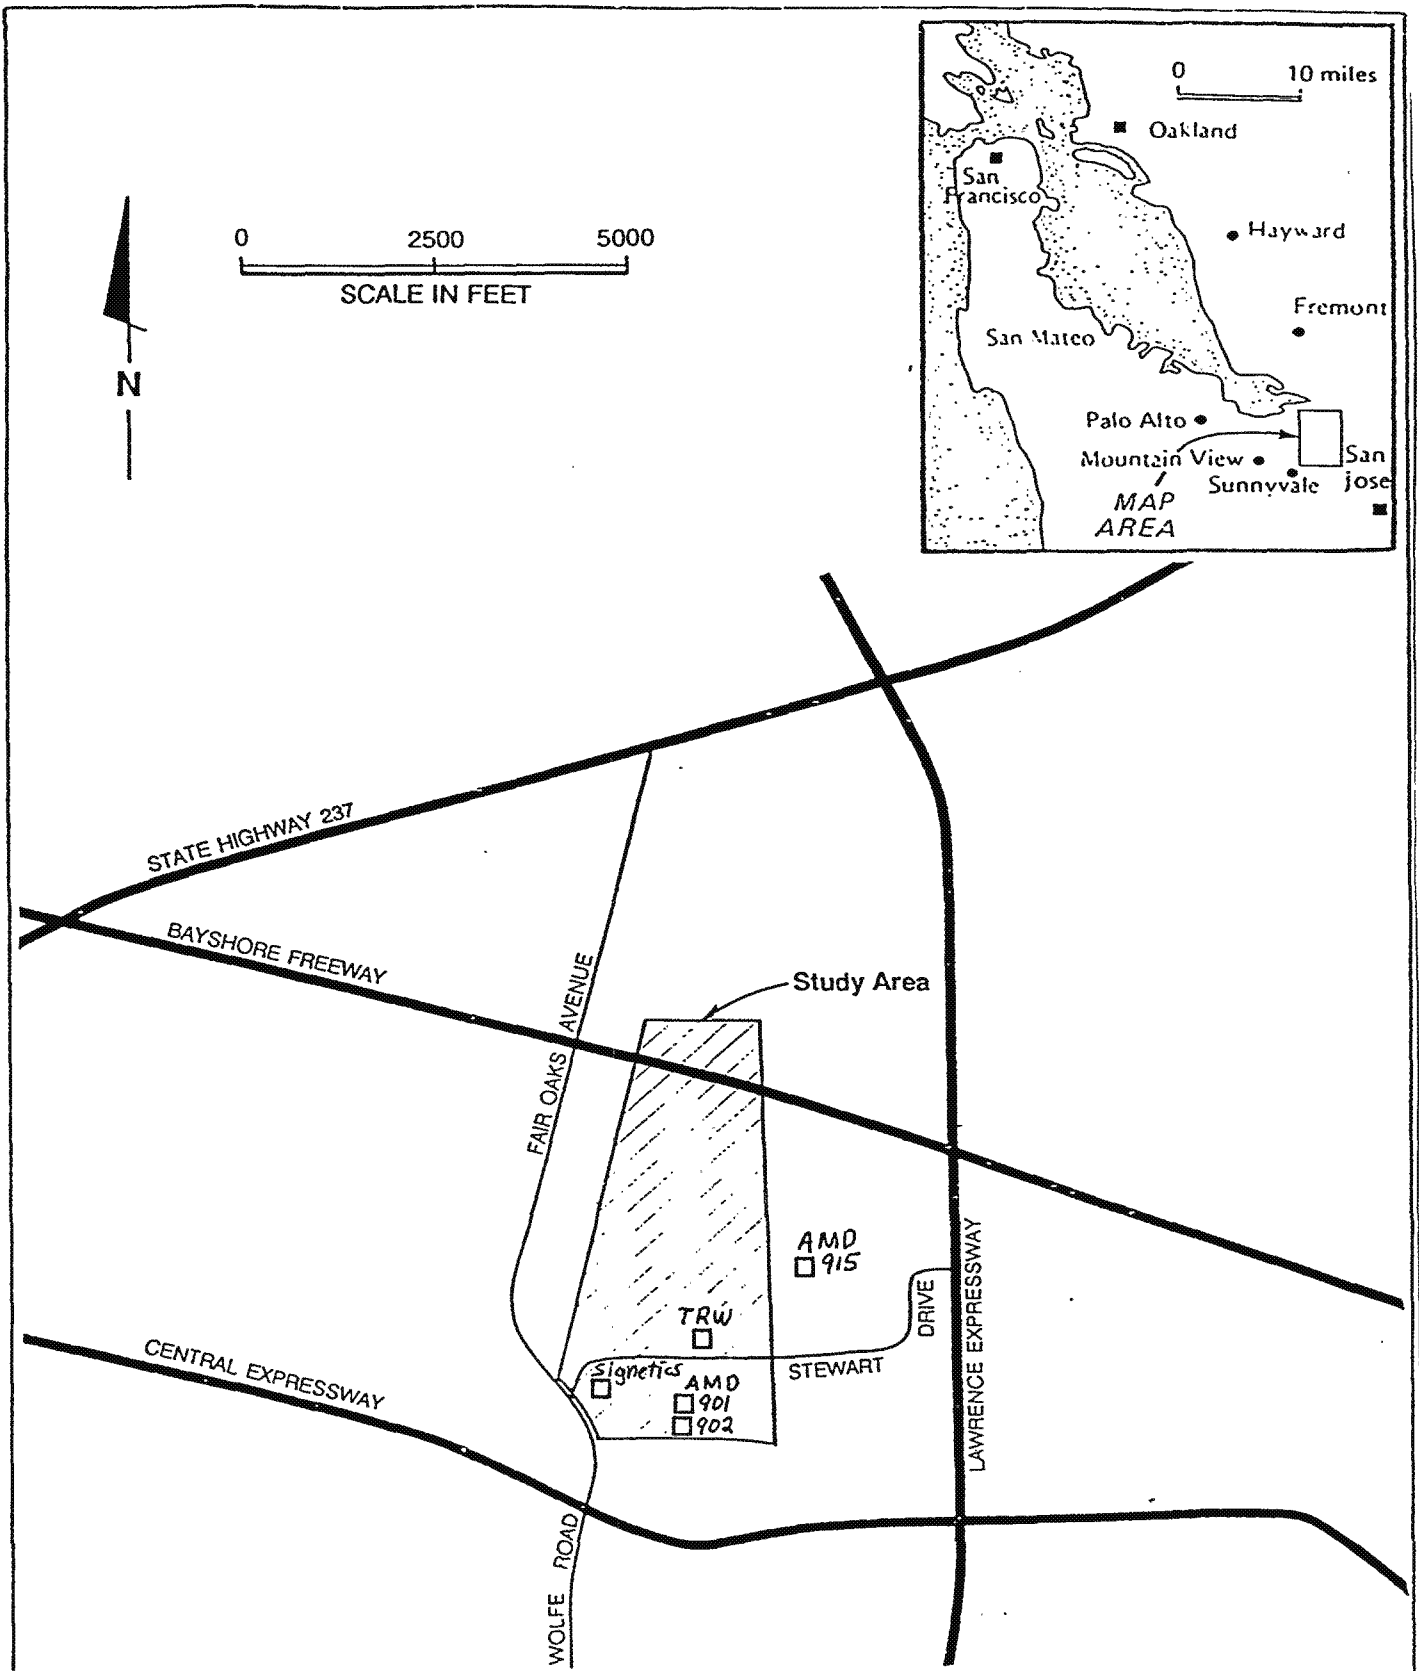 0 10 miles
Oakland
San
Francisco
Hayward
Fremont
San Mateo
Palo Alto
Mountain View
Sunnyvale
San
Jose
MAP
AREA
0 2500 5000
SCALE IN FEET
N
STATE HIGHWAY 237
BAYSHORE FREEWAY
FAIR OAKS AVENUE
Study Area
AMD
915
TRW
DRIVE
STEWART
LAWRENCE EXPRESSWAY
Signetics
AMD
901
902
CENTRAL EXPRESSWAY
WOLFE ROAD